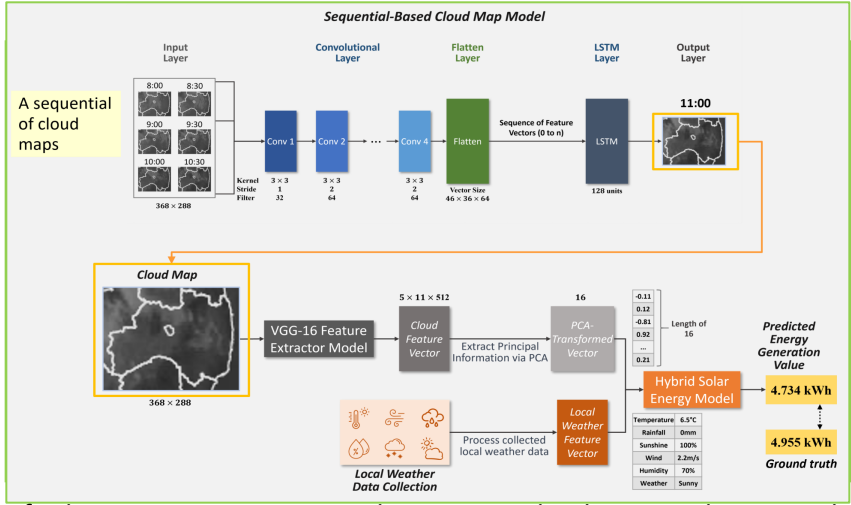 Sequential-Based Cloud Map Model
Input
Layer
Convolutional
Layer
Flatten
Layer
LSTM
Layer
Output
Layer
A sequential
of cloud
maps
8:00 8:30
9:00 9:30
10:00 10:30
368 × 288
Conv 1
Conv 2
...
Conv 4
Flatten
Sequence of Feature
Vectors (0 to n)
LSTM
11:00
Kernel 3 × 3 3 × 3 3 × 3
Stride 1 2 2
Filter 32 64 64
Vector Size
46 × 36 × 64
128 units
Cloud Map
368 × 288
VGG-16 Feature
Extractor Model
5 × 11 × 512
Cloud
Feature
Vector
Extract Principal
Information via PCA
16
PCA-
Transformed
Vector
-0.11
0.12
-0.81
0.92
...
0.21
Length of
16
Predicted
Energy
Generation
Value
Hybrid Solar
Energy Model
4.734 kWh
4.955 kWh
Ground truth
Local Weather
Data Collection
Process collected
local weather data
Local
Weather
Feature
Vector
Temperature 6.5°C
Rainfall 0mm
Sunshine 100%
Wind 2.2m/s
Humidity 70%
Weather Sunny